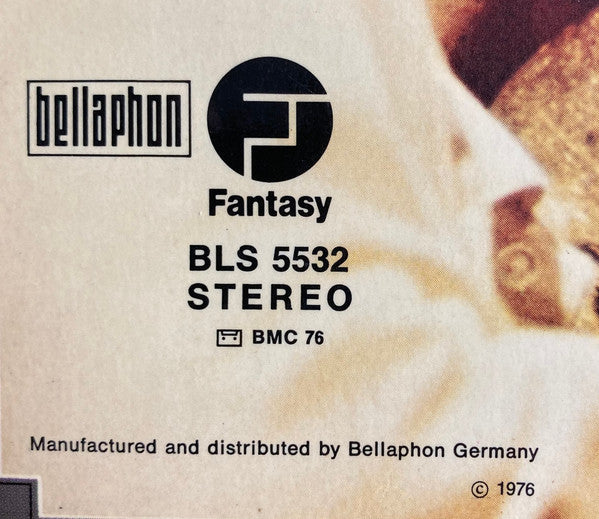 bellaphon
Fantasy
BLS 5532
STEREO
BMC 76
Manufactured and distributed by Bellaphon Germany
© 1976